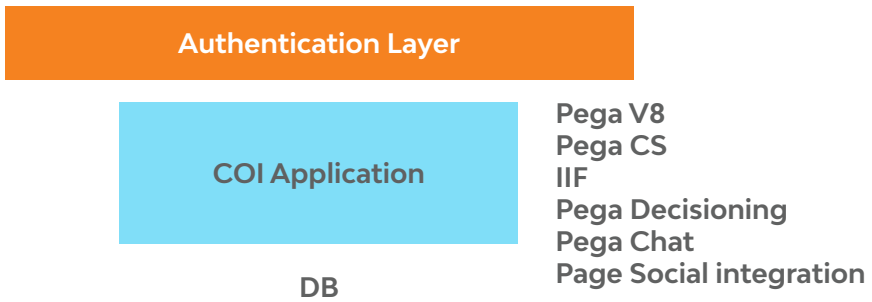 Authentication Layer
COI Application
Pega V8
Pega CS
IIF
Pega Decisioning
Pega Chat
Page Social integration
DB